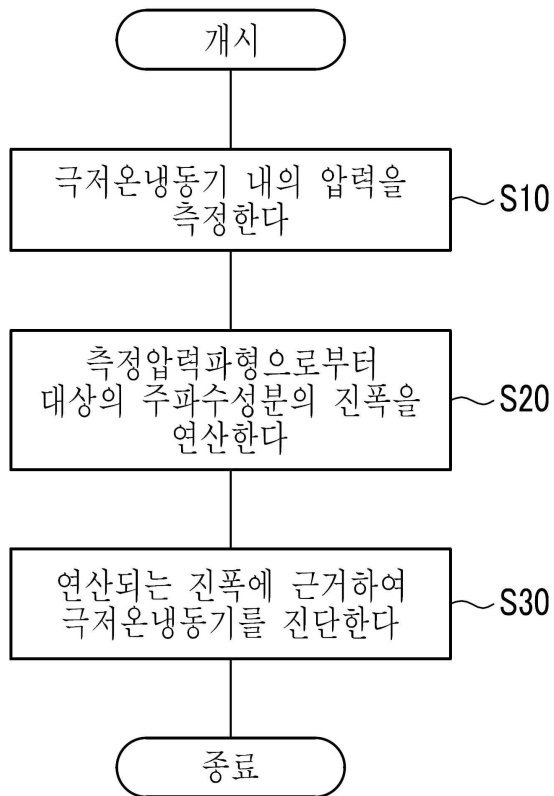 개시
극저온냉동기 내의 압력을
측정한다
S10
측정압력파형으로부터
대상의 주파수성분의 진폭을
연산한다
S20
연산되는 진폭에 근거하여
극저온냉동기를 진단한다
S30
종료